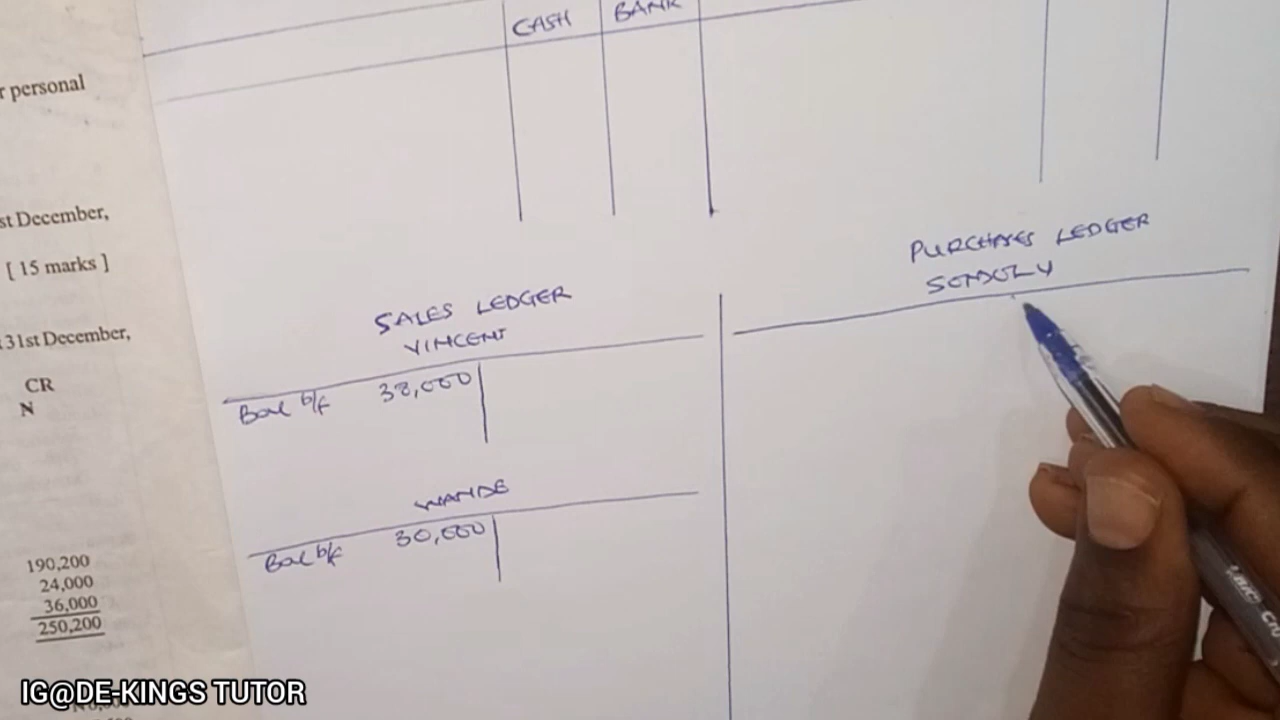 r personal
st December,
[ 15 marks ]
31st December,
CR
N
190,200
24,000
36,000
250,200
CASH BANK
SALES LEDGER
VINCENT
Bal b/f 38,000
WANDE
Bal b/f 30,000
PURCHASES LEDGER
BIC
IG@DE-KINGS TUTOR